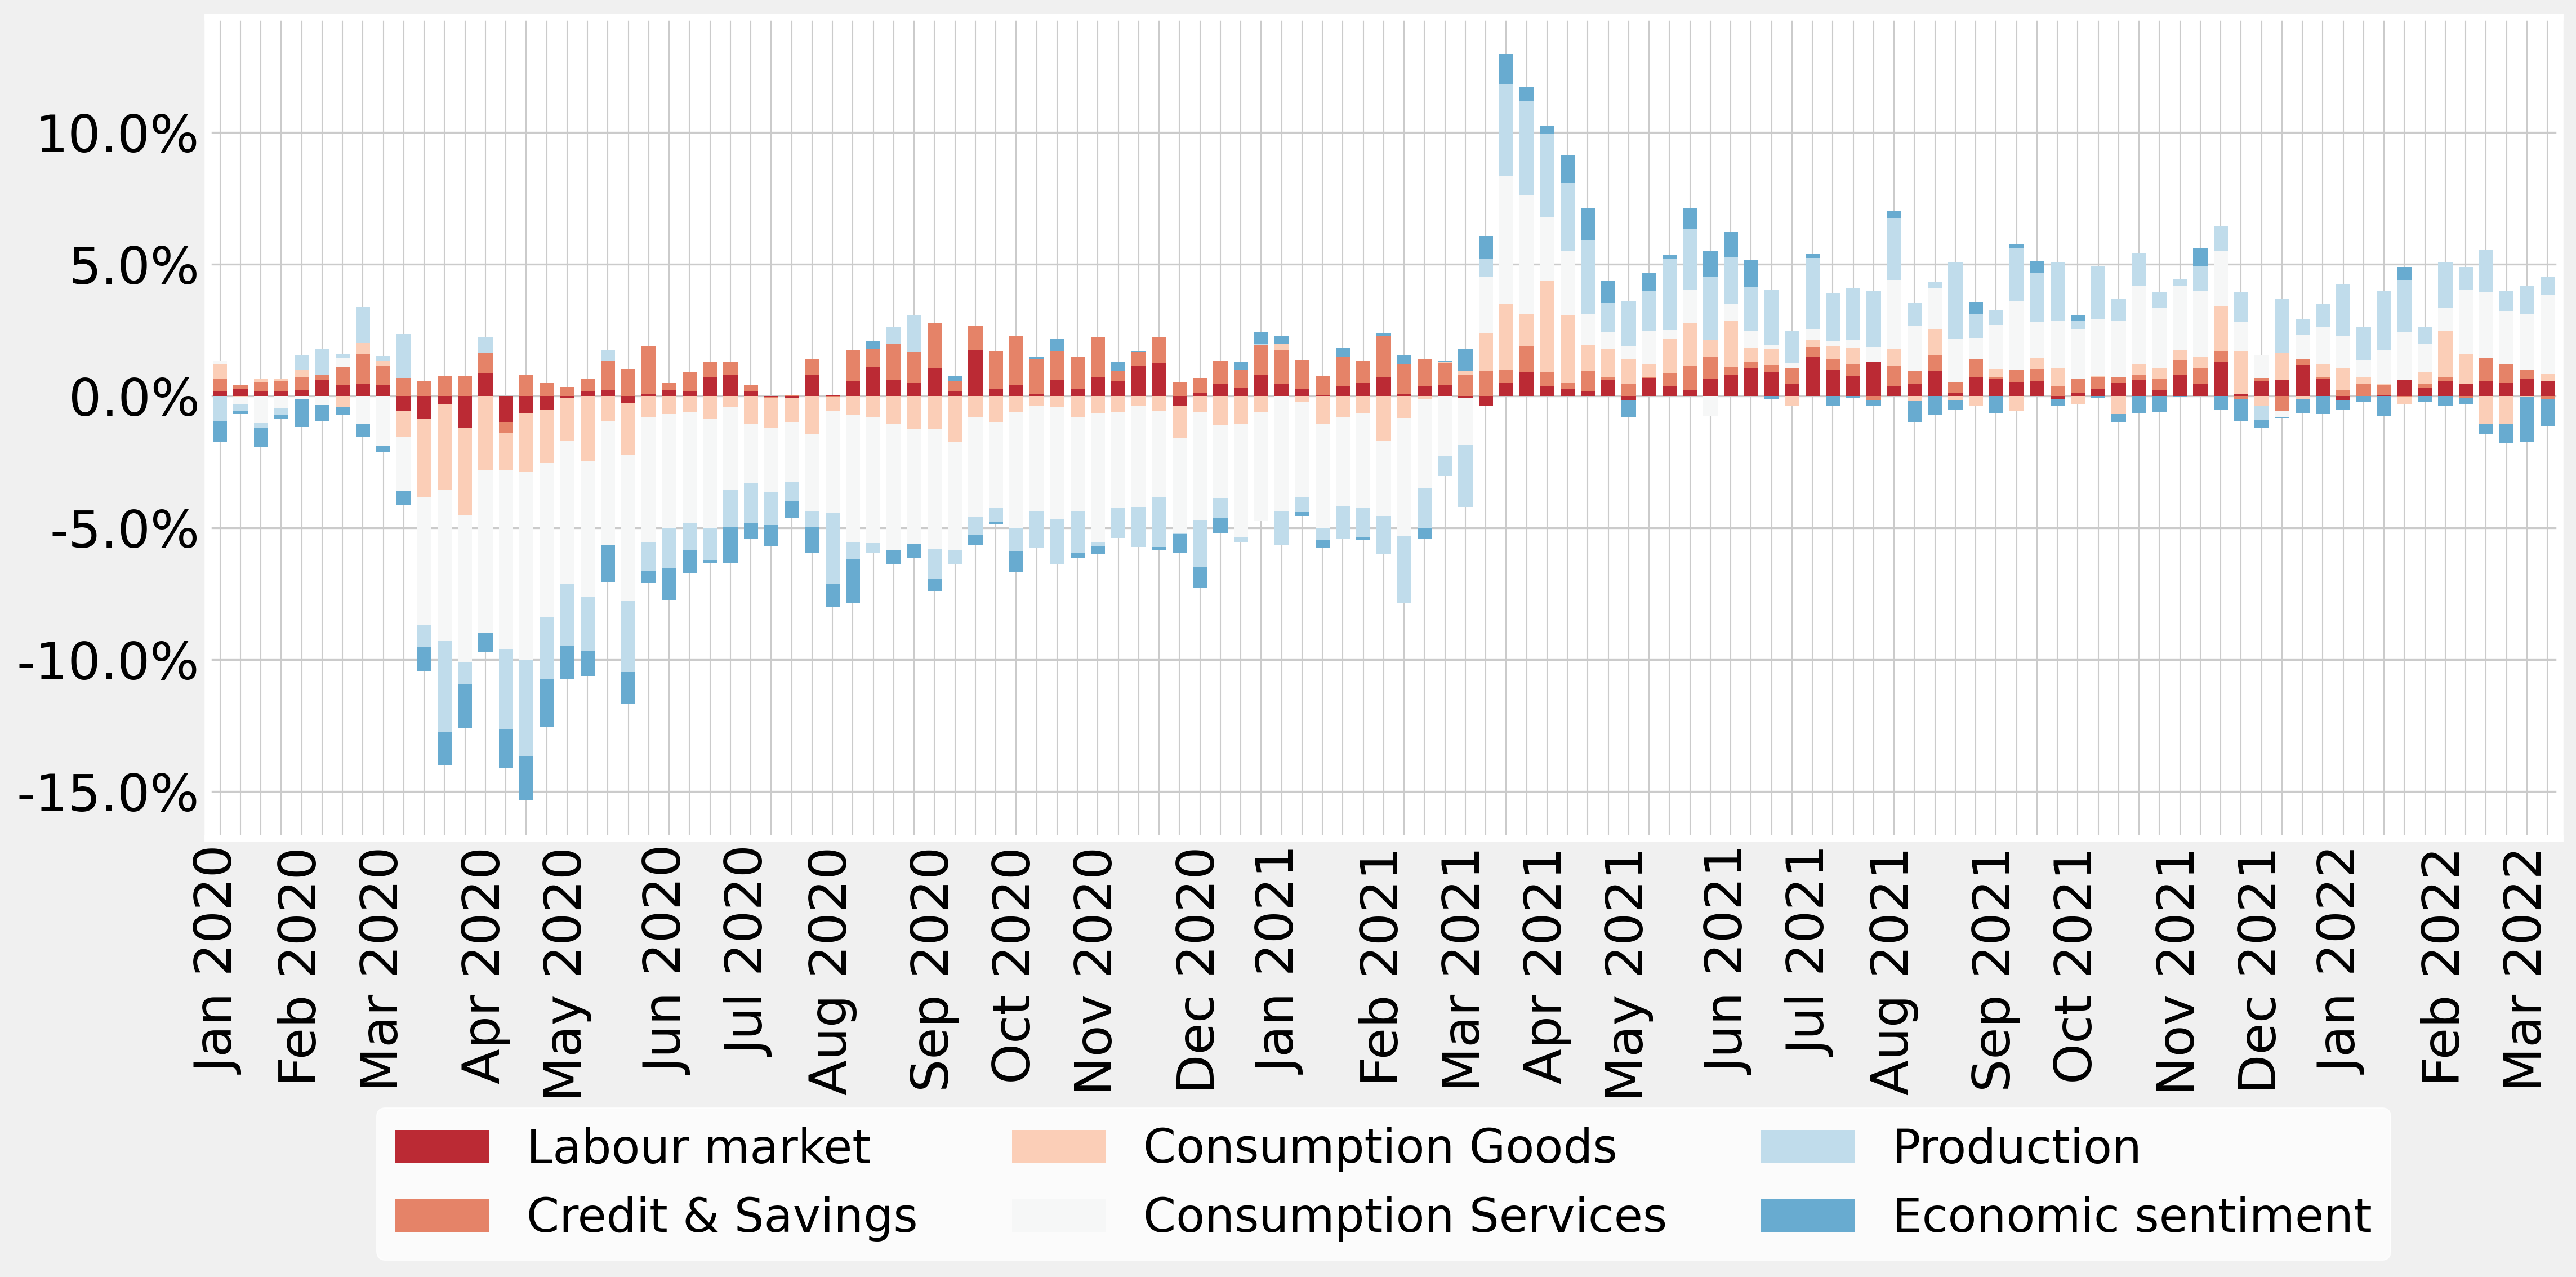 10.0%
5.0%
0.0%
-5.0%
-10.0%
-15.0%
Jan 2020
Feb 2020
Mar 2020
Apr 2020
May 2020
Jun 2020
Jul 2020
Aug 2020
Sep 2020
Oct 2020
Nov 2020
Dec 2020
Jan 2021
Feb 2021
Mar 2021
Apr 2021
May 2021
Jun 2021
Jul 2021
Aug 2021
Sep 2021
Oct 2021
Nov 2021
Dec 2021
Jan 2022
Feb 2022
Mar 2022
Labour market
Credit & Savings
Consumption Goods
Consumption Services
Production
Economic sentiment